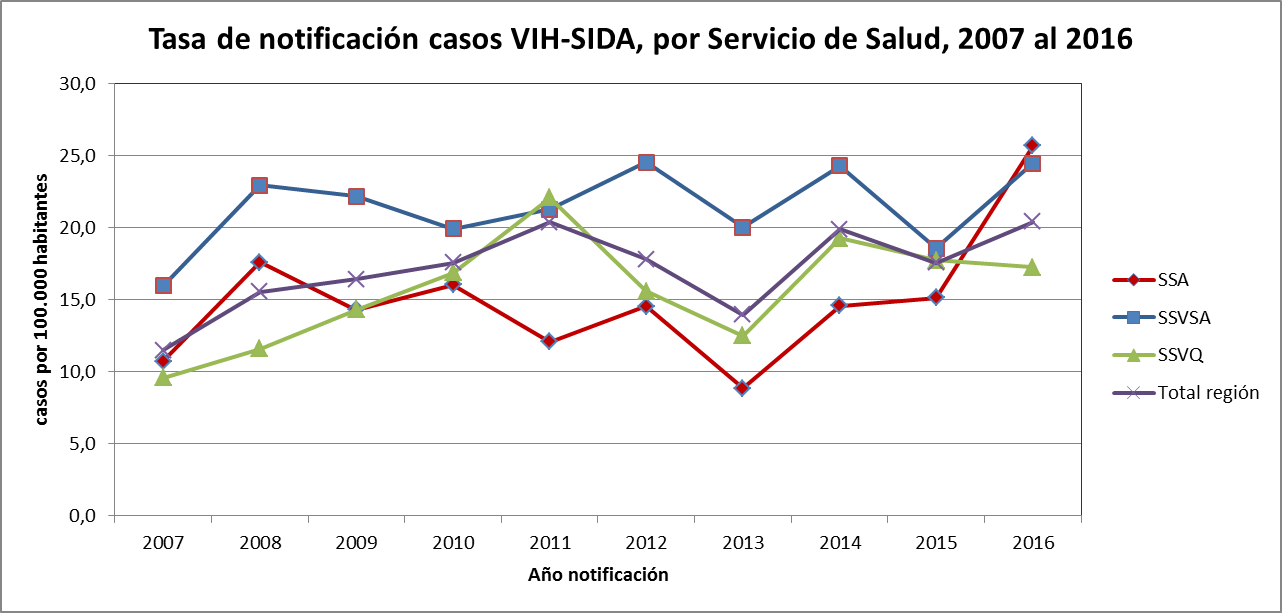 Tasa de notificación casos VIH-SIDA, por Servicio de Salud, 2007 al 2016
casos por 100.000 habitantes
30,0
25,0
20,0
15,0
10,0
5,0
0,0
2007 2008 2009 2010 2011 2012 2013 2014 2015 2016
Año notificación
SSA
SSVSA
SSVQ
Total región